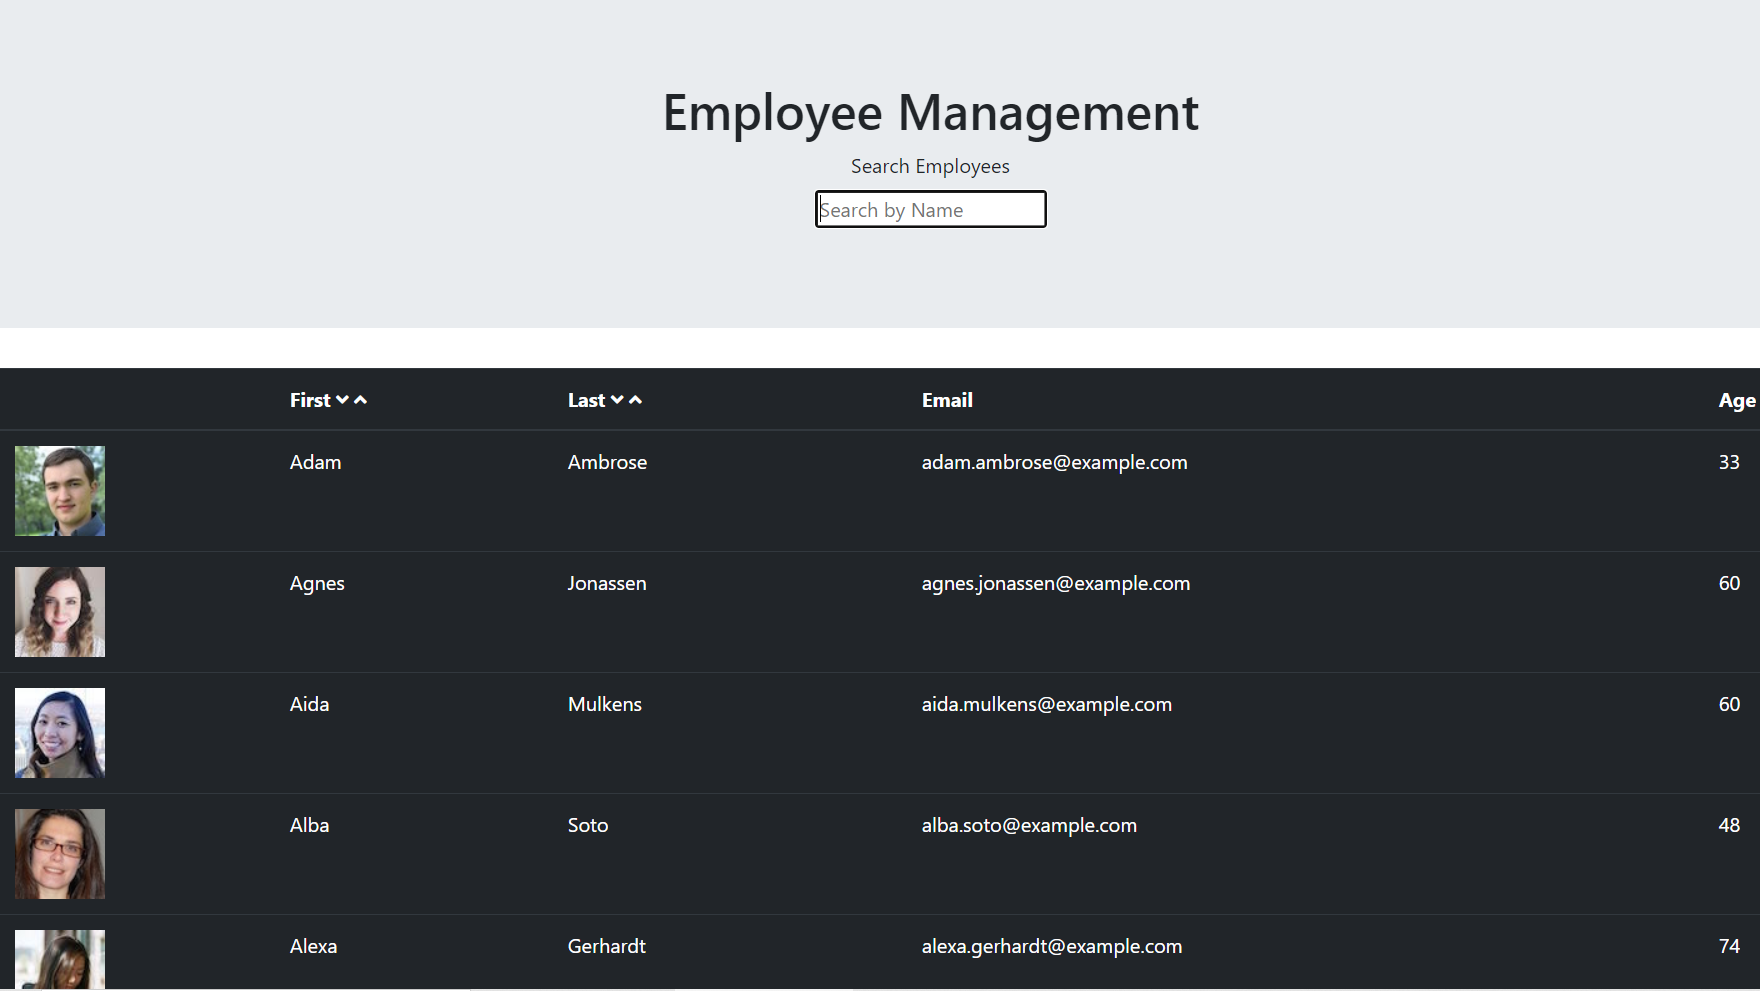 Employee Management
Search Employees
Search by Name
First Last Email Age
Adam Ambrose adam.ambrose@example.com 33
Agnes Jonassen agnes.jonassen@example.com 60
Aida Mulkens aida.mulkens@example.com 60
Alba Soto alba.soto@example.com 48
Alexa Gerhardt alexa.gerhardt@example.com 74